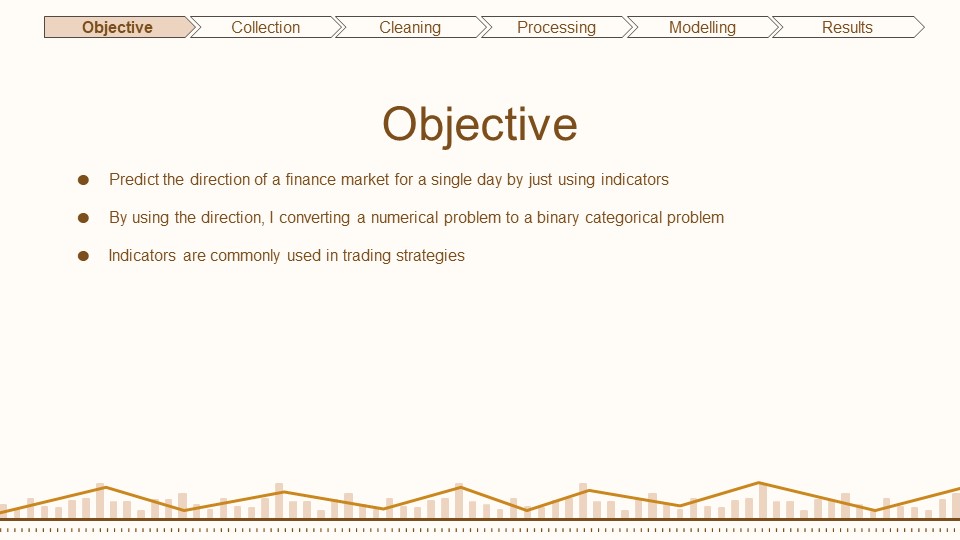 Objective
Collection
Cleaning
Processing
Modelling
Results
Objective
Predict the direction of a finance market for a single day by just using indicators
By using the direction, I converting a numerical problem to a binary categorical problem
Indicators are commonly used in trading strategies